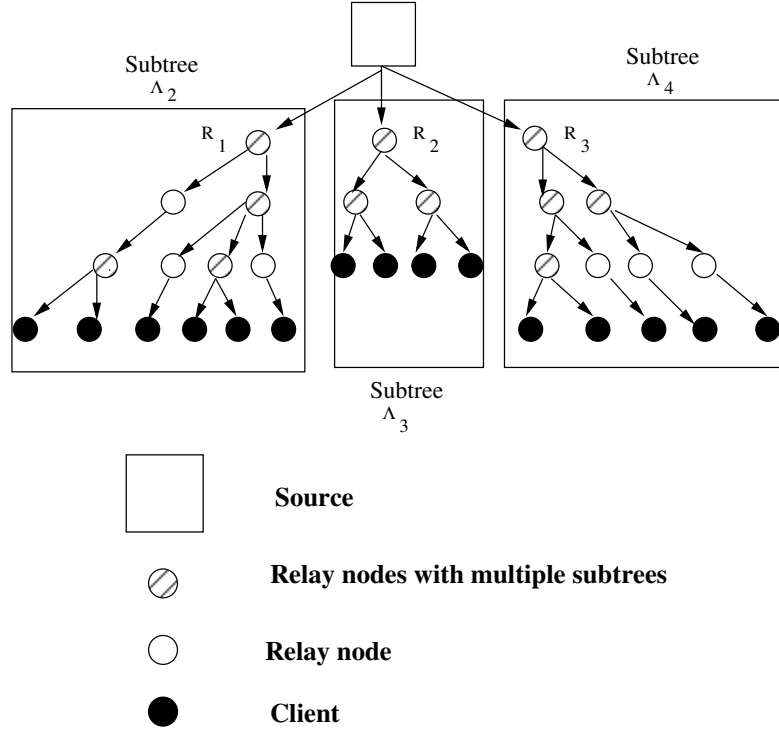 Subtree
Λ 2
Subtree
Λ 4
R 1
R 2
R 3
Subtree
Λ 3
Source
Relay nodes with multiple subtrees
Relay node
Client